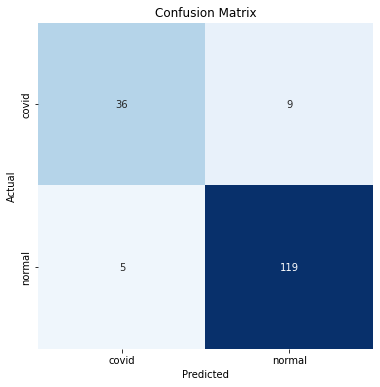 Confusion Matrix
covid
36
9
Actual
normal
5
119
covid
normal
Predicted